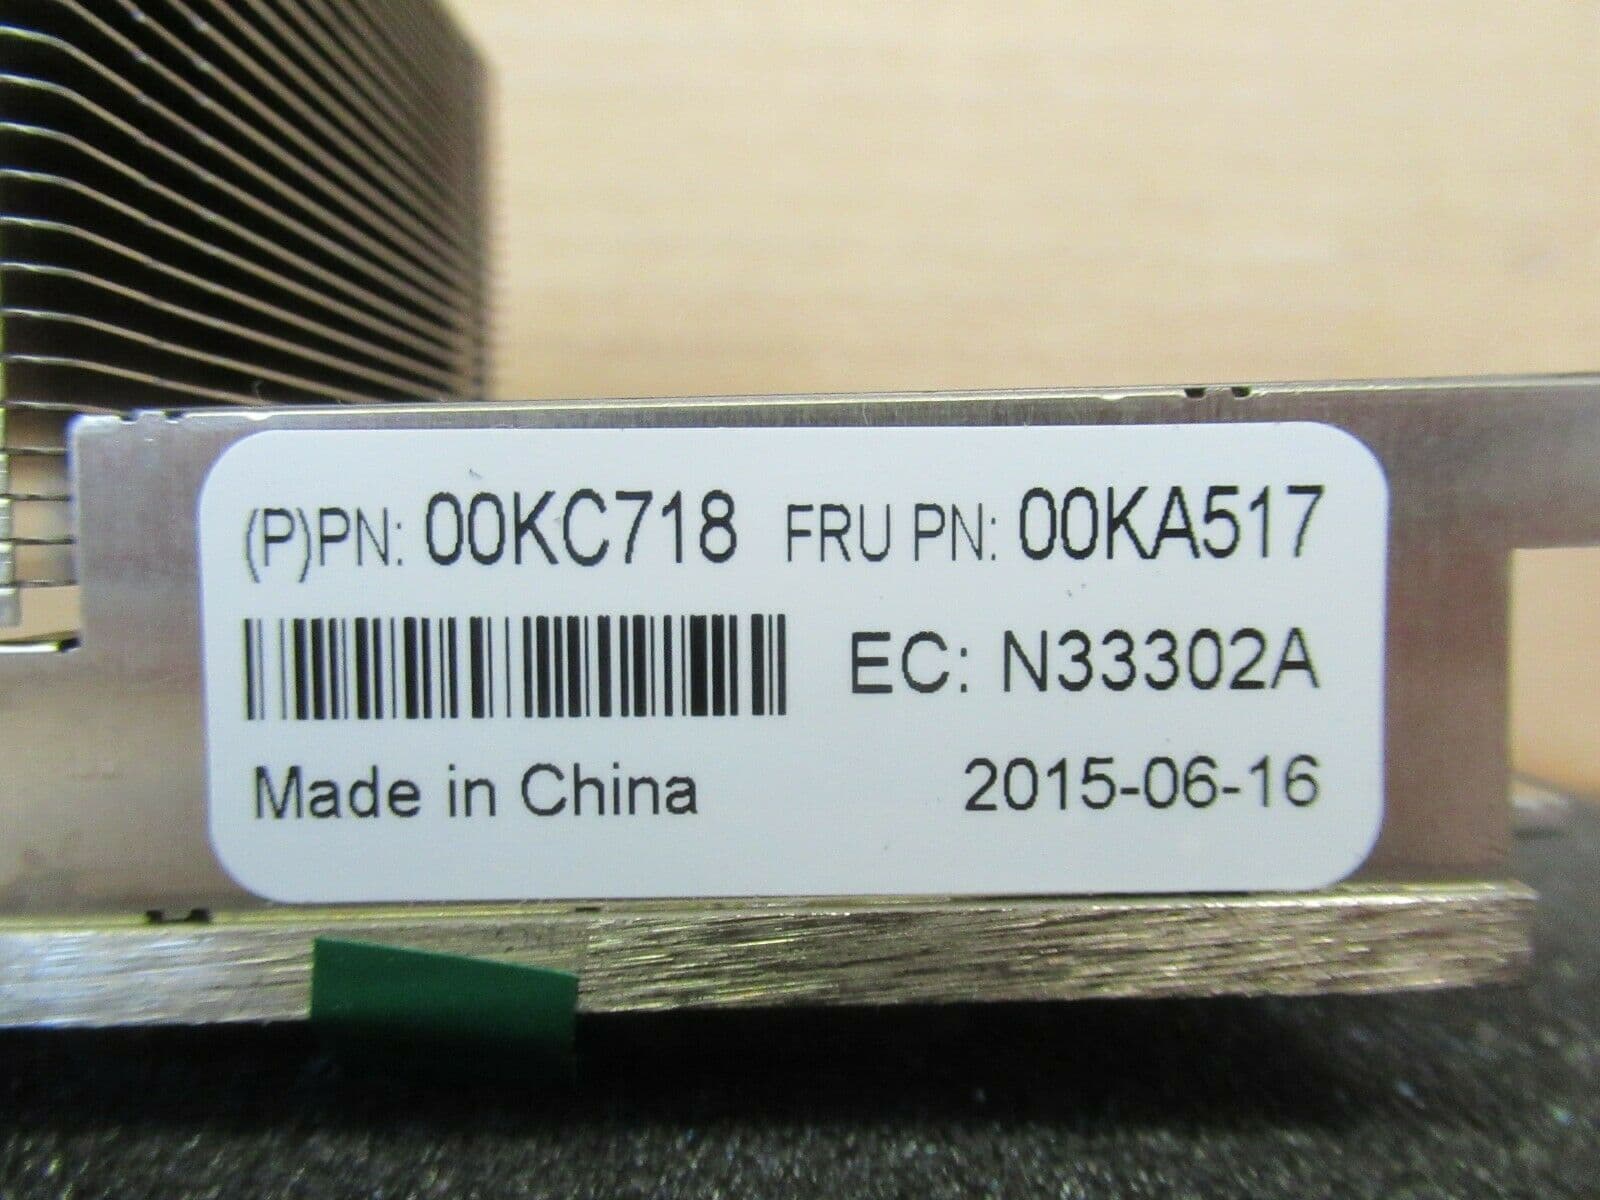 (P)PN: 00KC718 FRU PN: 00KA517
EC: N33302A
Made in China 2015-06-16